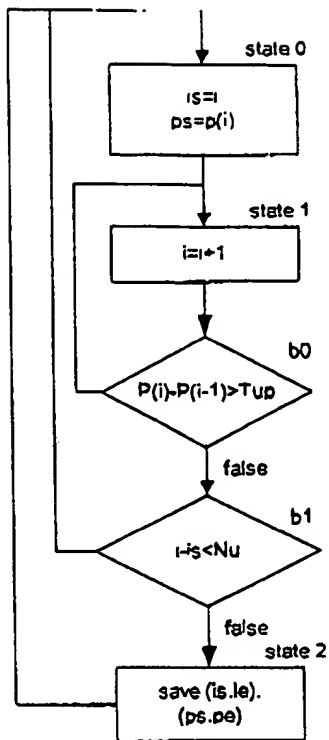 state 0
is=i
ps=p(i)
state 1
i=i+1
b0
P(i)-P(i-1)>Tup
false
b1
i-is<Nu
false
state 2
save (is.ie).
(ps.pe)